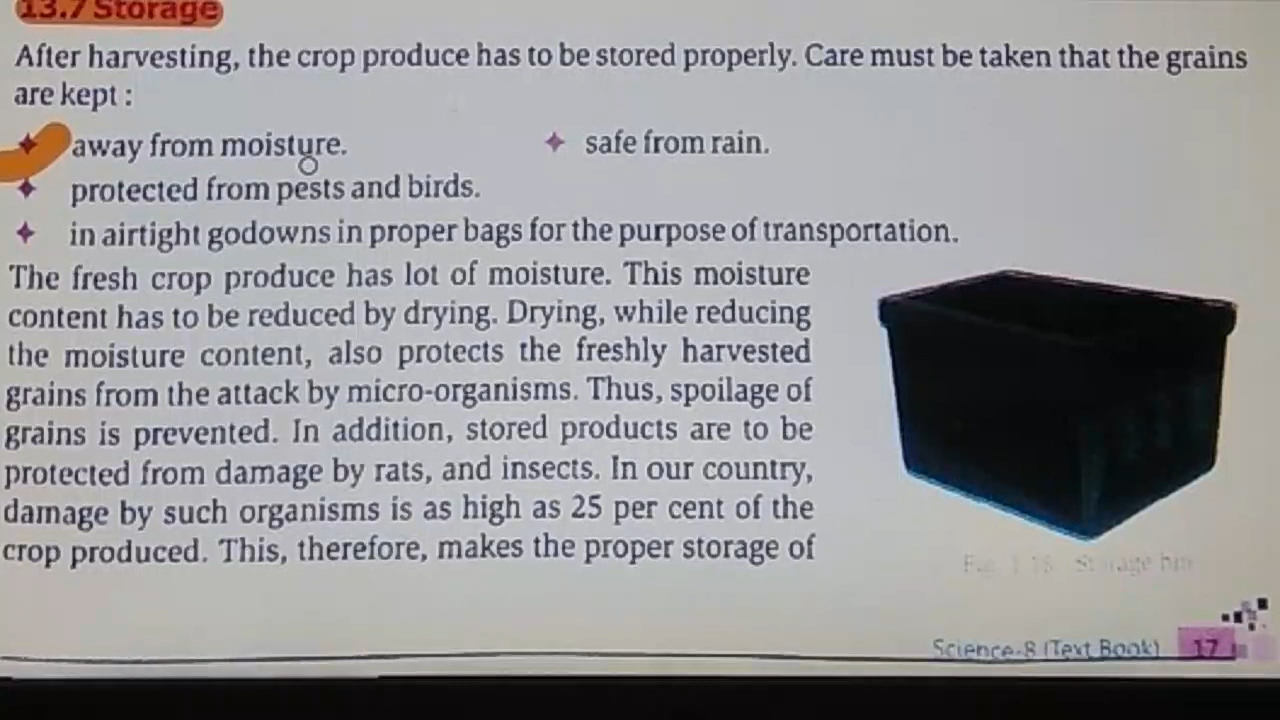 13.7 Storage
After harvesting, the crop produce has to be stored properly. Care must be taken that the grains
are kept :
away from moisture. safe from rain.
protected from pests and birds.
in airtight godowns in proper bags for the purpose of transportation.
The fresh crop produce has lot of moisture. This moisture
content has to be reduced by drying. Drying, while reducing
the moisture content, also protects the freshly harvested
grains from the attack by micro-organisms. Thus, spoilage of
grains is prevented. In addition, stored products are to be
protected from damage by rats, and insects. In our country,
damage by such organisms is as high as 25 per cent of the
crop produced. This, therefore, makes the proper storage of
Storage bin
Science-8 (Text Book) 17